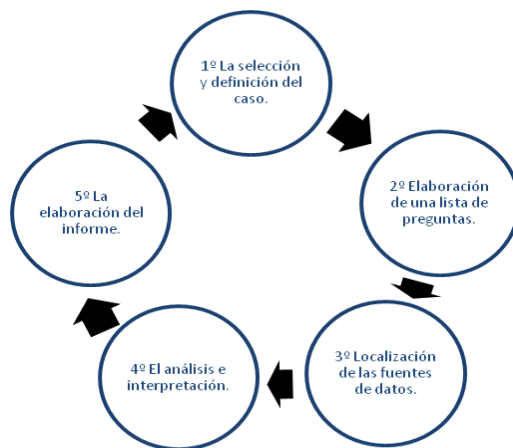 1º La selección
y definición del
caso.
2º Elaboración
de una lista de
preguntas.
3º Localización
de las fuentes
de datos.
4º El análisis e
interpretación.
5º La
elaboración del
informe.